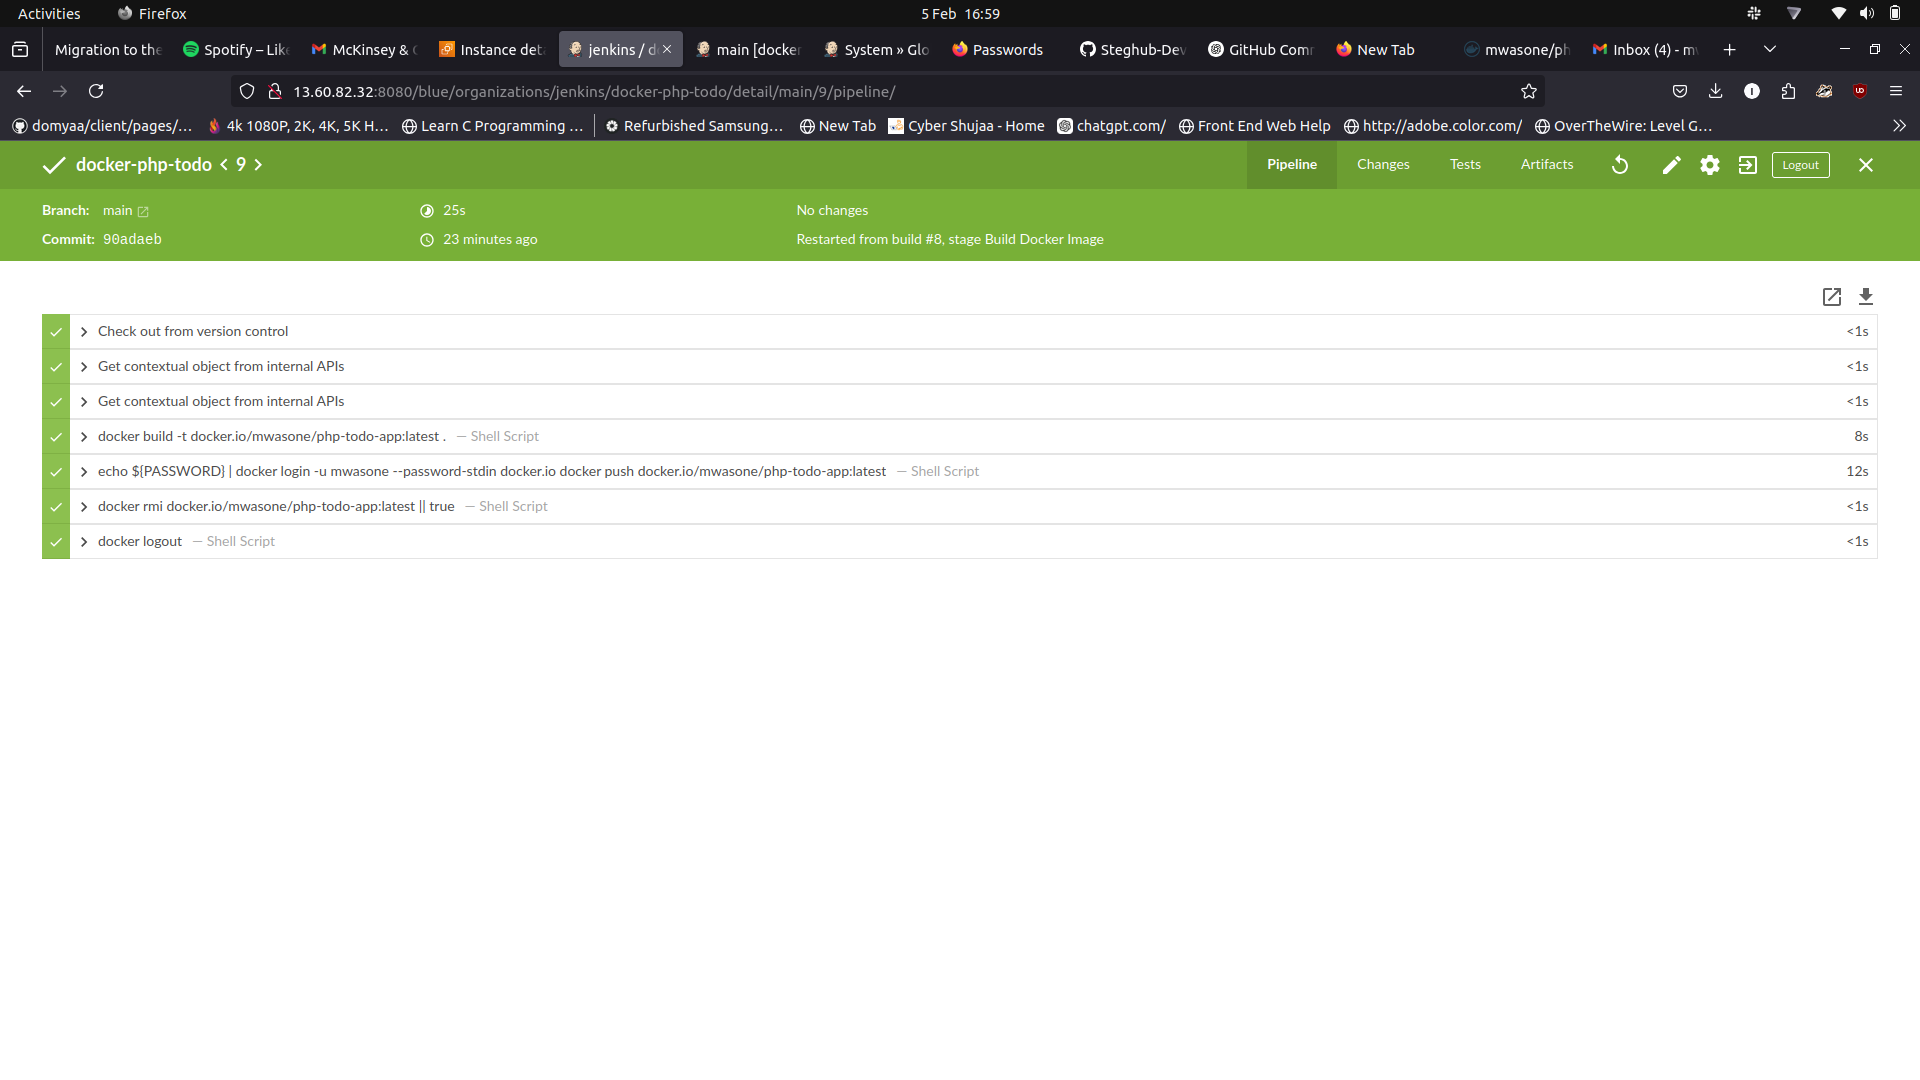 Activities Firefox 5 Feb 16:59
Migration to the Spotify – Like McKinsey & C Instance deta jenkins / do main [docker System » Glo Passwords Steghub-Dev GitHub Comm New Tab mwasone/ph Inbox (4) - mw
13.60.82.32:8080/blue/organizations/jenkins/docker-php-todo/detail/main/9/pipeline/
domyaa/client/pages/… 4k 1080P, 2K, 4K, 5K H… Learn C Programming … Refurbished Samsung… New Tab Cyber Shujaa - Home chatgpt.com/ Front End Web Help http://adobe.color.com/ OverTheWire: Level G…
docker-php-todo < 9 > Pipeline Changes Tests Artifacts Logout
Branch: main 25s No changes
Commit: 90adaeb 23 minutes ago Restarted from build #8, stage Build Docker Image
Check out from version control <1s
Get contextual object from internal APIs <1s
Get contextual object from internal APIs <1s
docker build -t docker.io/mwasone/php-todo-app:latest . — Shell Script 8s
echo ${PASSWORD} | docker login -u mwasone --password-stdin docker.io docker push docker.io/mwasone/php-todo-app:latest — Shell Script 12s
docker rmi docker.io/mwasone/php-todo-app:latest || true — Shell Script <1s
docker logout — Shell Script <1s